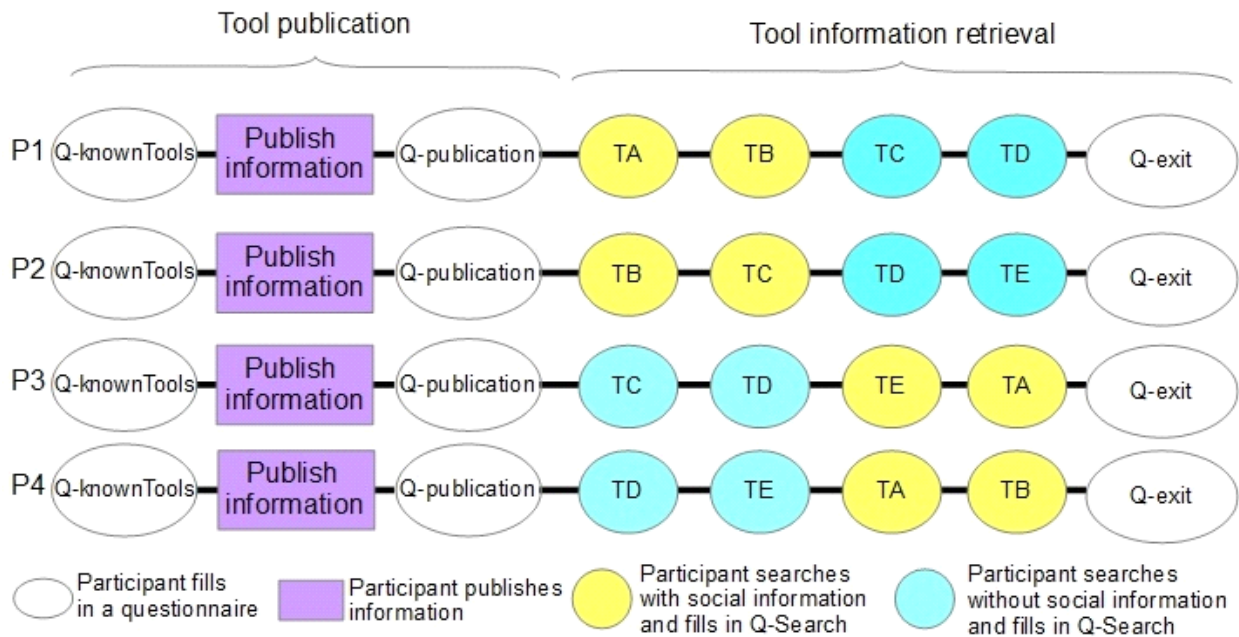 Tool publication
Tool information retrieval
P1
Q-knownTools
Publish
information
Q-publication
TA
TB
TC
TD
Q-exit
P2
Q-knownTools
Publish
information
Q-publication
TB
TC
TD
TE
Q-exit
P3
Q-knownTools
Publish
information
Q-publication
TC
TD
TE
TA
Q-exit
P4
Q-knownTools
Publish
information
Q-publication
TD
TE
TA
TB
Q-exit
Participant fills
in a questionnaire
Participant publishes
information
Participant searches
with social information
and fills in Q-Search
Participant searches
without social information
and fills in Q-Search